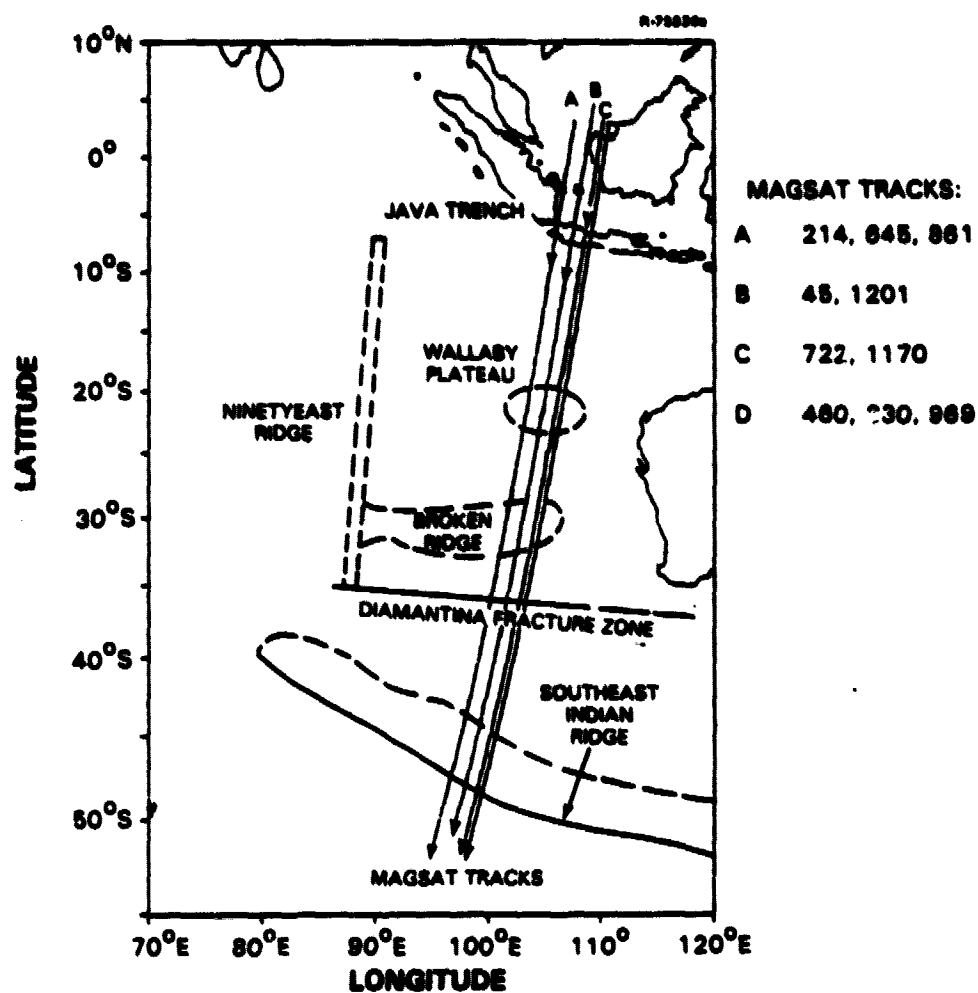 10°N
0°
10°S
20°S
30°S
40°S
50°S
LATITUDE
70°E
80°E
90°E
100°E
110°
120°E
LONGITUDE
A
B
C
D
JAVA TRENCH
WALLABY
PLATEAU
NINETYEAST
RIDGE
BROKEN
RIDGE
DIAMANTINA FRACTURE ZONE
SOUTHEAST
INDIAN
RIDGE
MAGSAT TRACKS
MAGSAT TRACKS:
A 214, 645, 861
B 45, 1201
C 722, 1170
D 460, 969